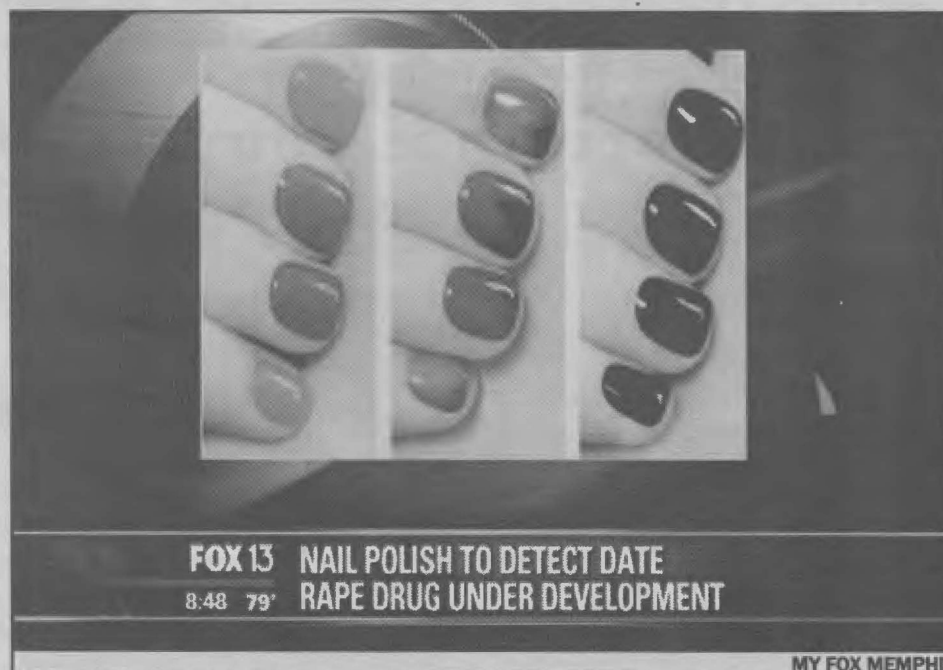 FOX 13 NAIL POLISH TO DETECT DATE
8:48 79° RAPE DRUG UNDER DEVELOPMENT
MY FOX